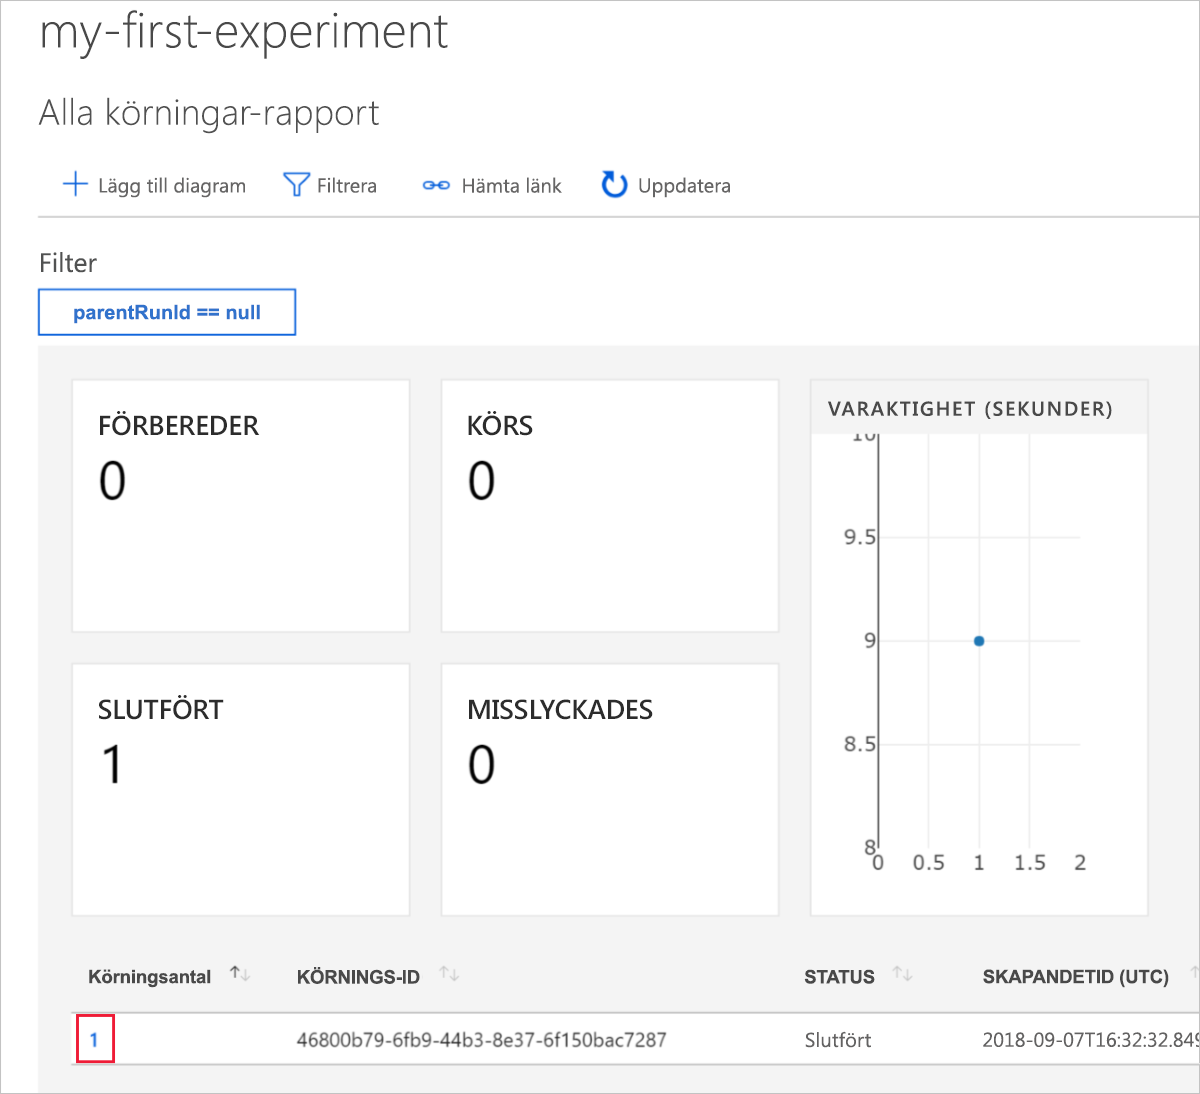 my-first-experiment
Alla körningar-rapport
Lägg till diagram Filtrera Hämta länk Uppdatera
Filter
parentRunId == null
FÖRBEREDER
0
KÖRS
0
VARAKTIGHET (SEKUNDER)
10
9.5
9
8.5
8
0 0.5 1 1.5 2
SLUTFÖRT
1
MISSLYCKADES
0
Körningsantal KÖRNINGS-ID STATUS SKAPANDETID (UTC)
1 46800b79-6fb9-44b3-8e37-6f150bac7287 Slutfört 2018-09-07T16:32:32.849